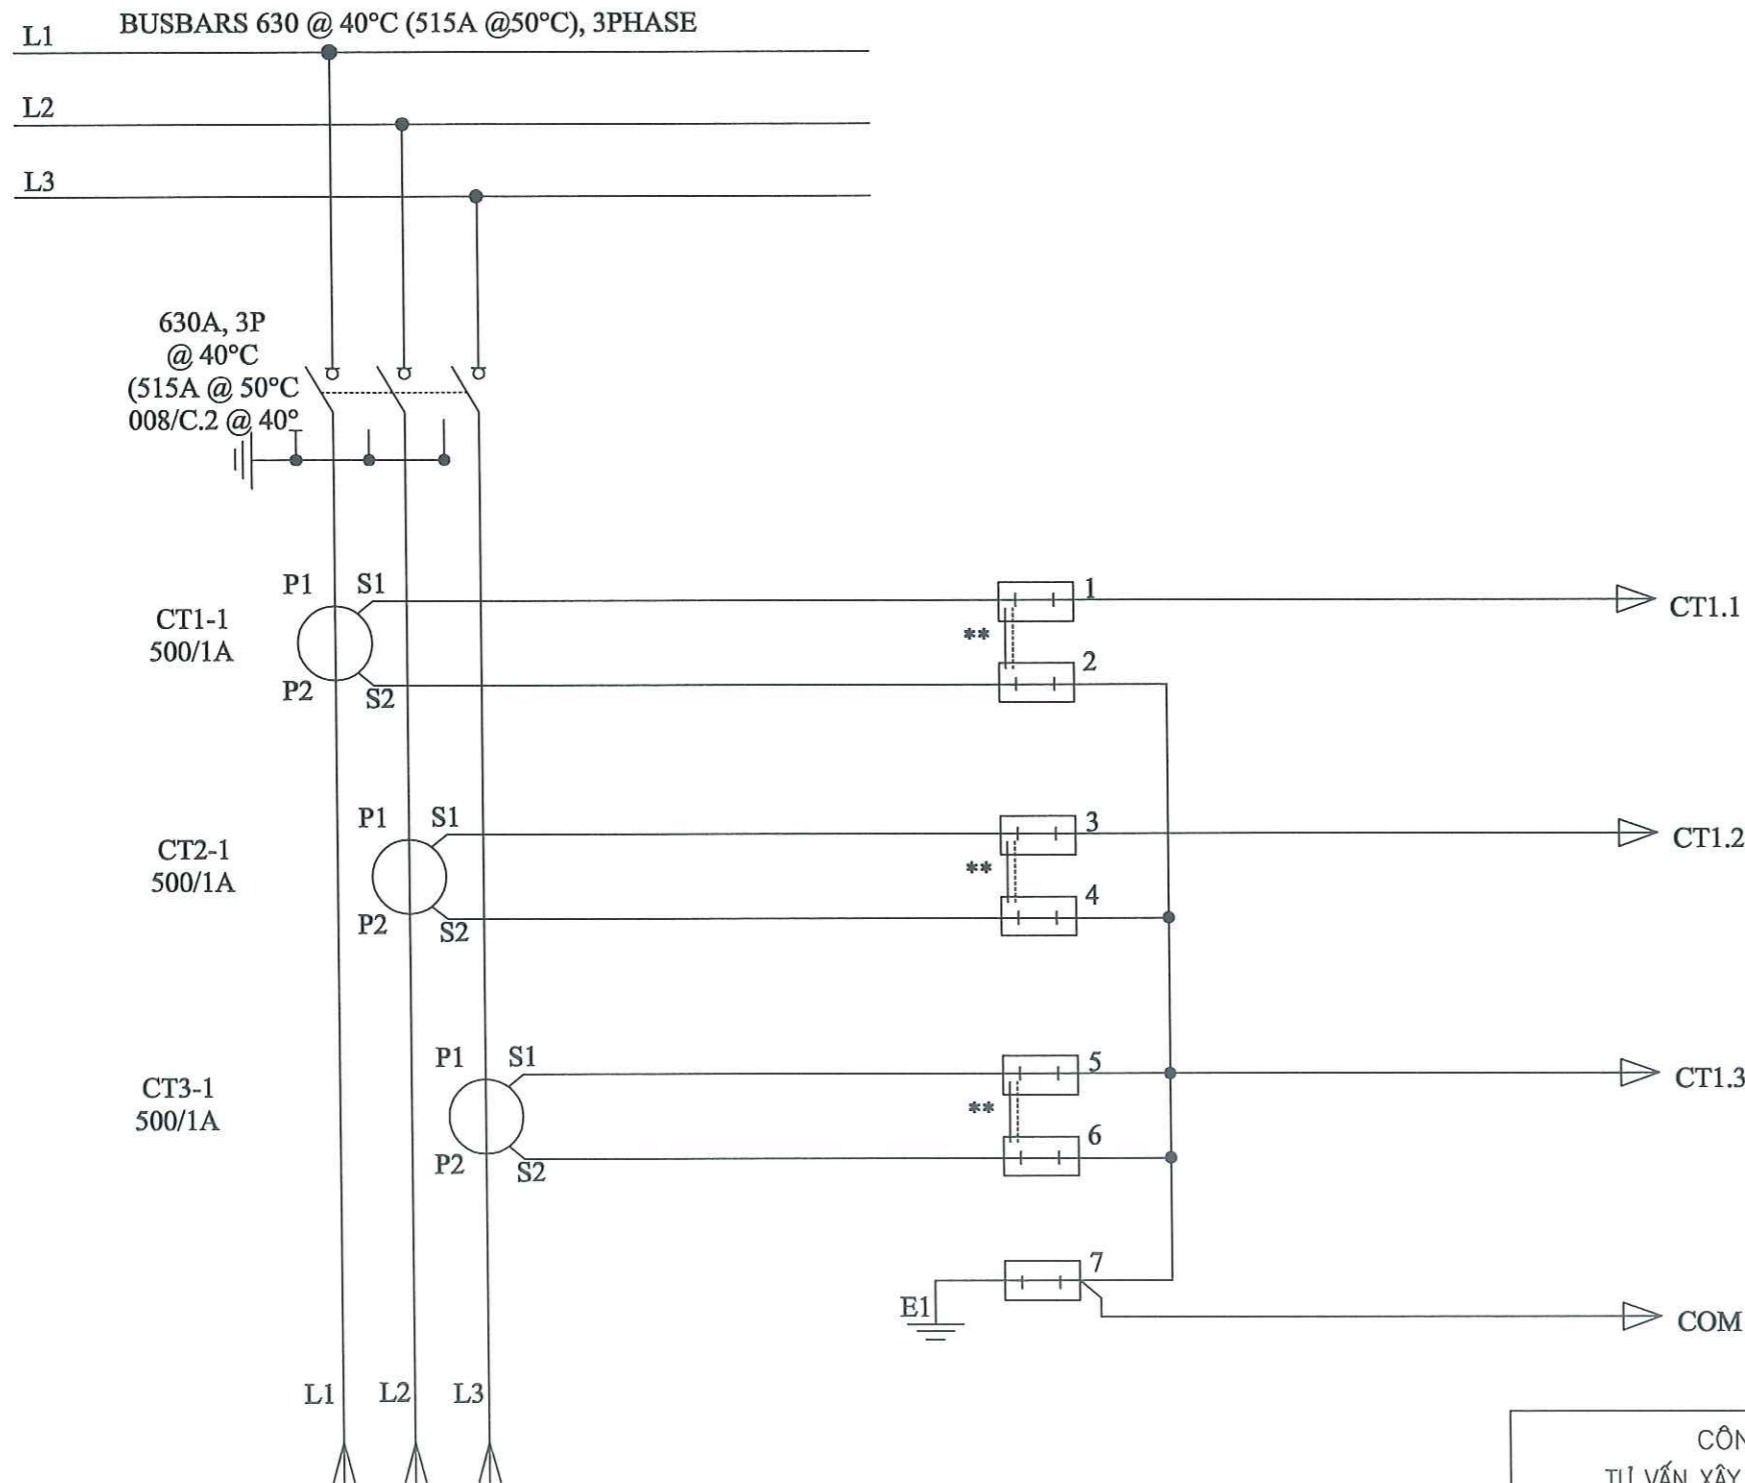 BUSBARS 630 @ 40°C (515A @50°C), 3PHASE
L1
L2
L3
630A, 3P
@ 40°C
(515A @ 50°C
008/C.2 @ 40°
P1 S1
CT1-1
500/1A
P2 S2
1
**
2
CT1.1
P1 S1
CT2-1
500/1A
P2 S2
3
**
4
CT1.2
P1 S1
CT3-1
500/1A
P2 S2
5
**
6
CT1.3
7
E1
COM
L1 L2 L3
CÔN
TƯ VẤN XÂY